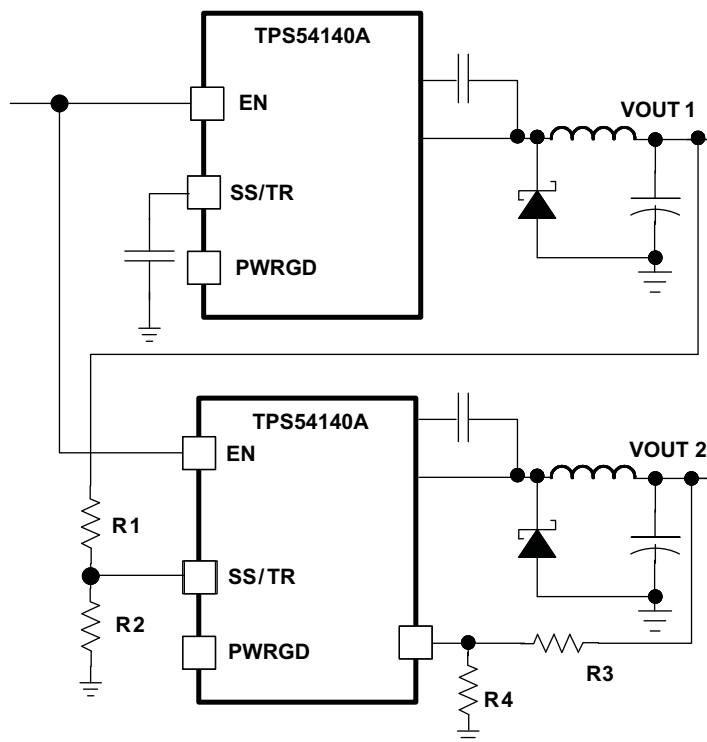 TPS54140A
EN
VOUT 1
SS/TR
PWRGD
TPS54140A
EN
VOUT 2
R1
SS/TR
R2
PWRGD
R3
R4